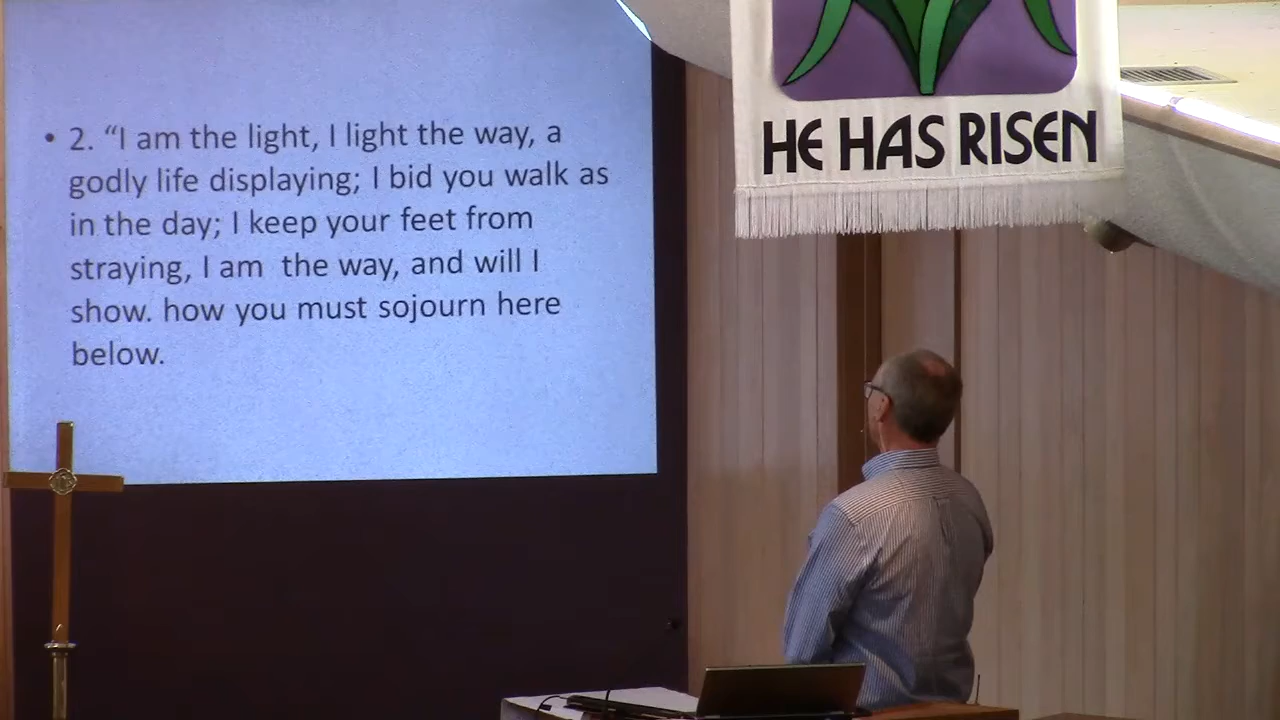 • 2. “I am the light, I light the way, a
godly life displaying; I bid you walk as
in the day; I keep your feet from
straying, I am  the way, and will I
show. how you must sojourn here
below.
HE HAS RISEN